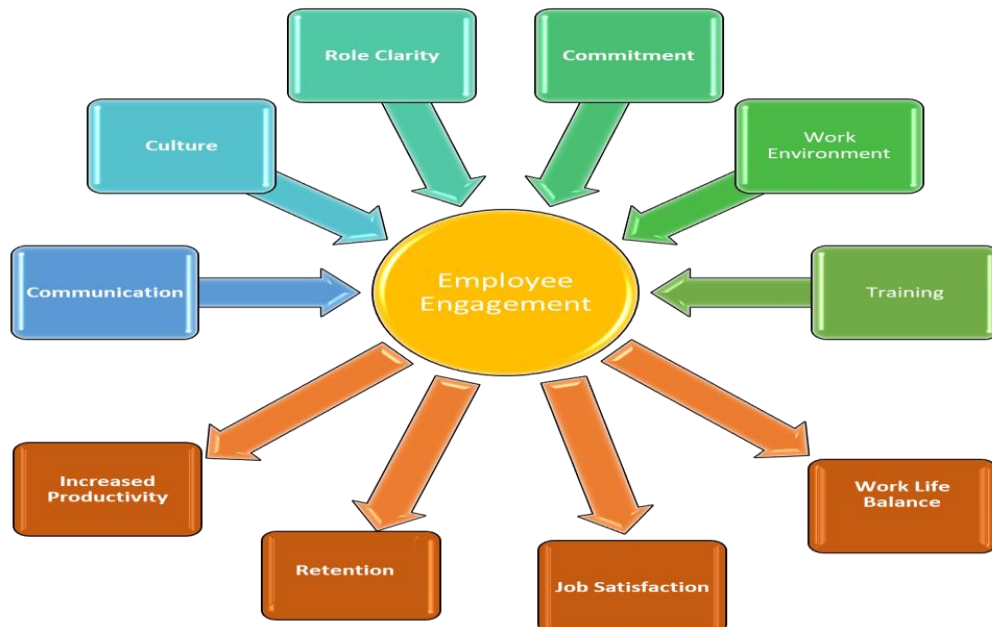 Role Clarity
Commitment
Culture
Work
Environment
Communication
Employee
Engagement
Training
Increased
Productivity
Work Life
Balance
Retention
Job Satisfaction